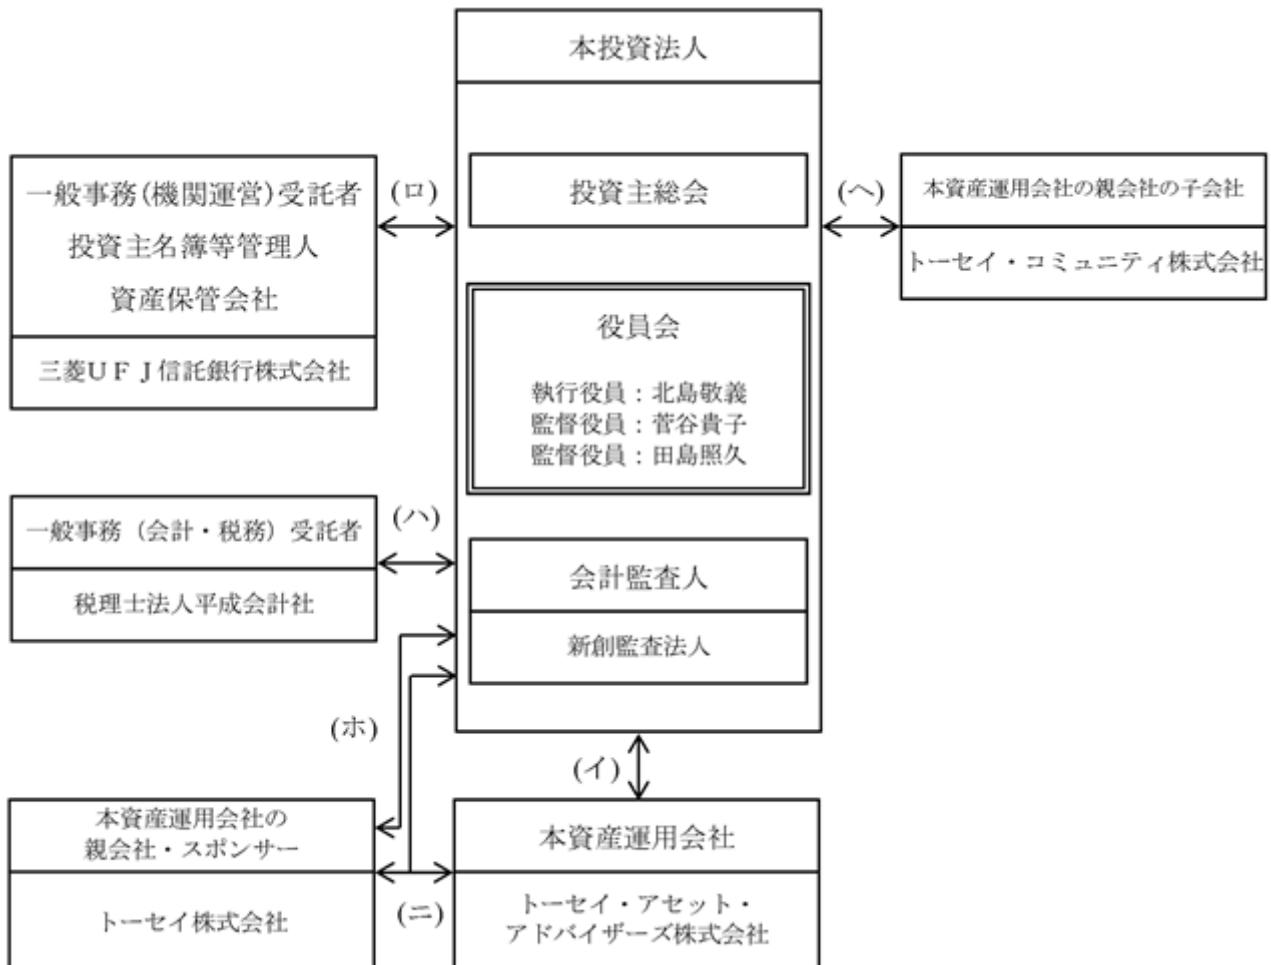 本投資法人
投資主総会
役員会
執行役員：北島敬義
監督役員：菅谷貴子
監督役員：田島照久
会計監査人
新創監査法人
一般事務(機関運営)受託者
投資主名簿等管理人
資産保管会社
三菱ＵＦＪ信託銀行株式会社
(ロ)
(ヘ)
本資産運用会社の親会社の子会社
トーセイ・コミュニティ株式会社
一般事務（会計・税務）受託者
税理士法人平成会計社
(ハ)
(ホ)
(イ)
本資産運用会社の
親会社・スポンサー
トーセイ株式会社
(ニ)
本資産運用会社
トーセイ・アセット・
アドバイザーズ株式会社